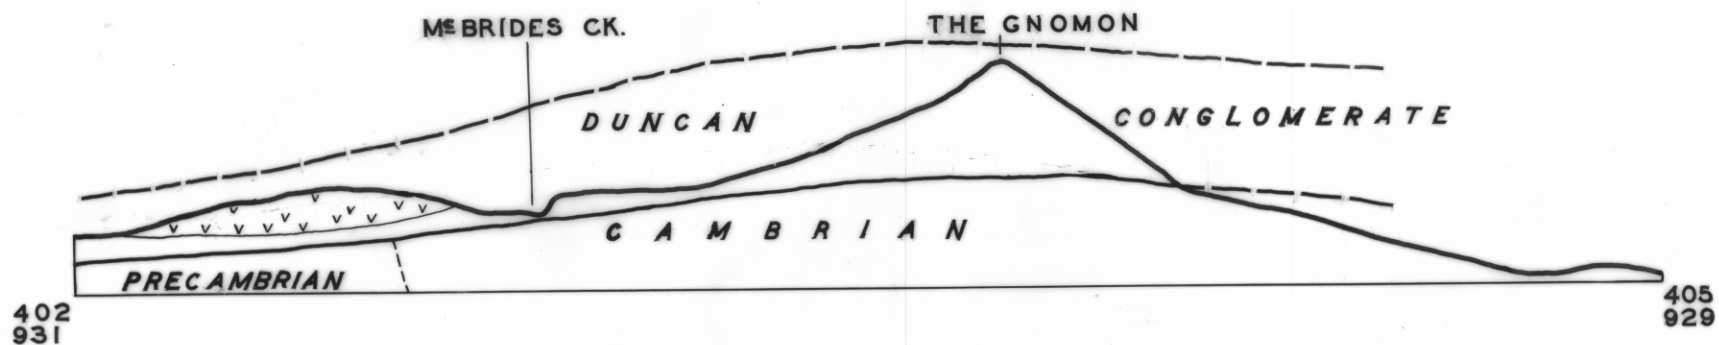 McBRIDES CK.
THE GNOMON
DUNCAN CONGLOMERATE
CAMBRIAN
PRECAMBRIAN
402
931
405
929